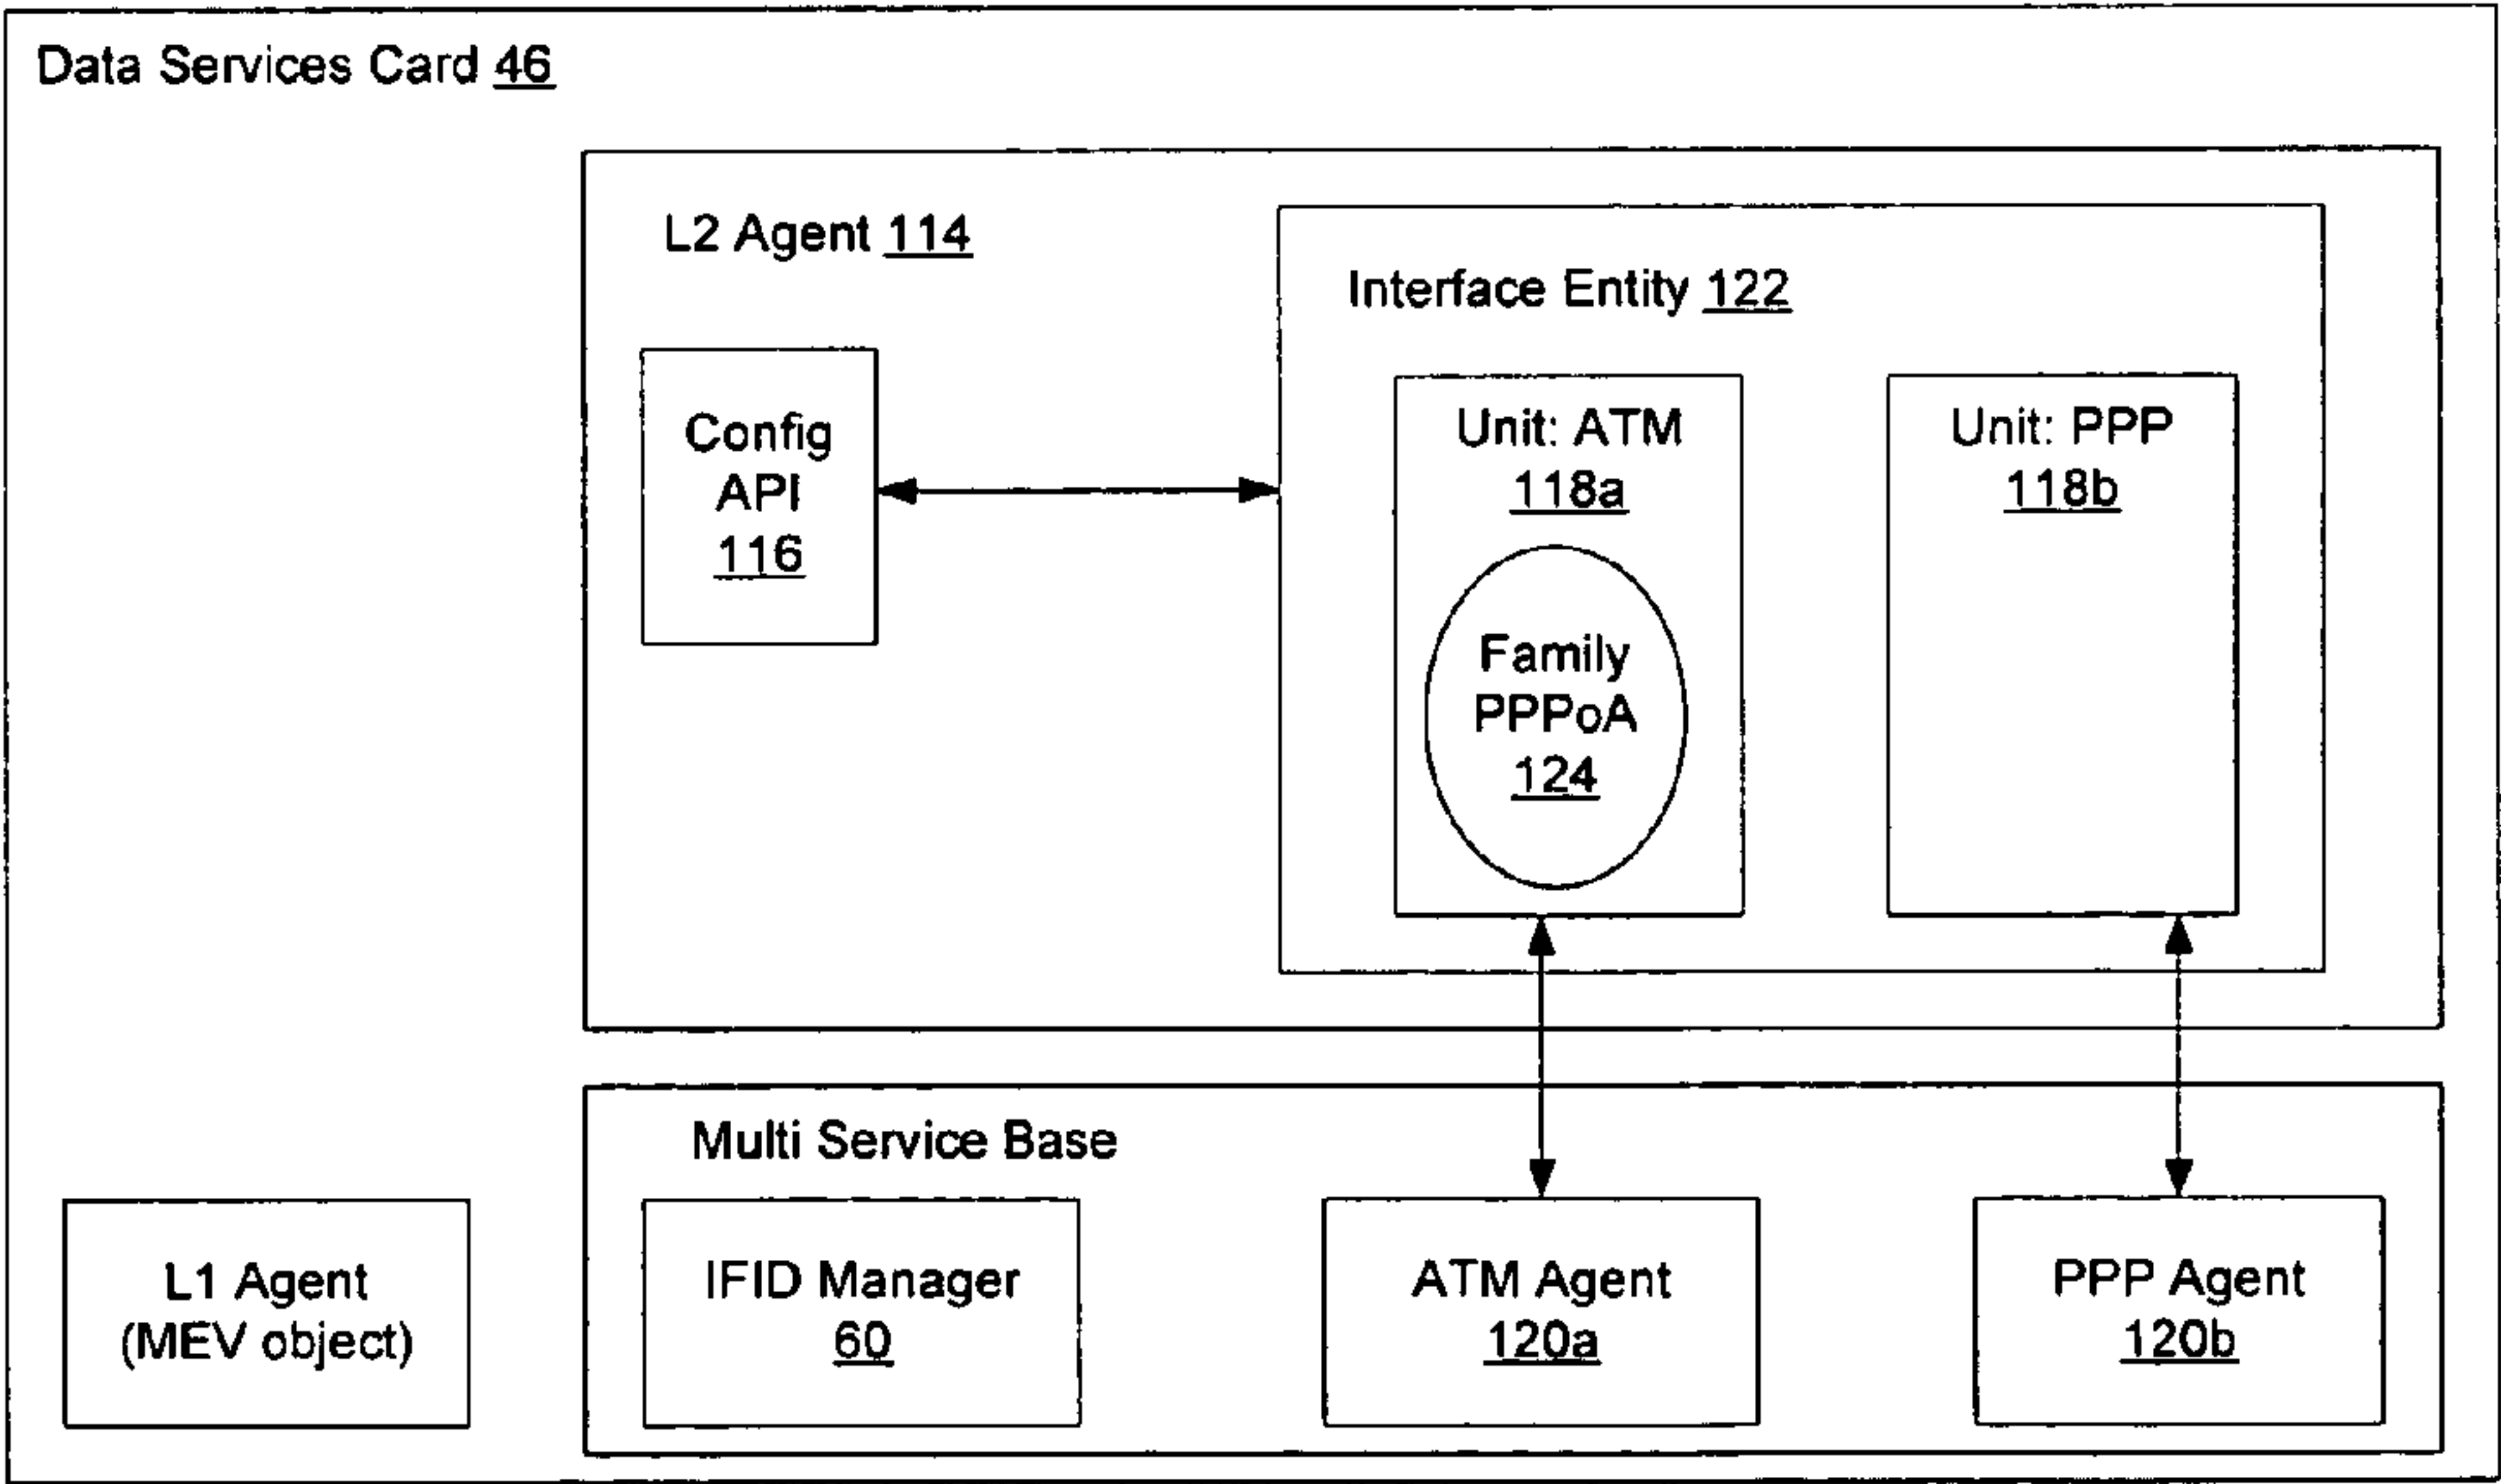 Data Services Card 46
L2 Agent 114
Interface Entity 122
Config
API
116
Unit: ATM
118a
Family
PPPoA
124
Unit: PPP
118b
Multi Service Base
L1 Agent
(MEV object)
IFID Manager
60
ATM Agent
120a
PPP Agent
120b